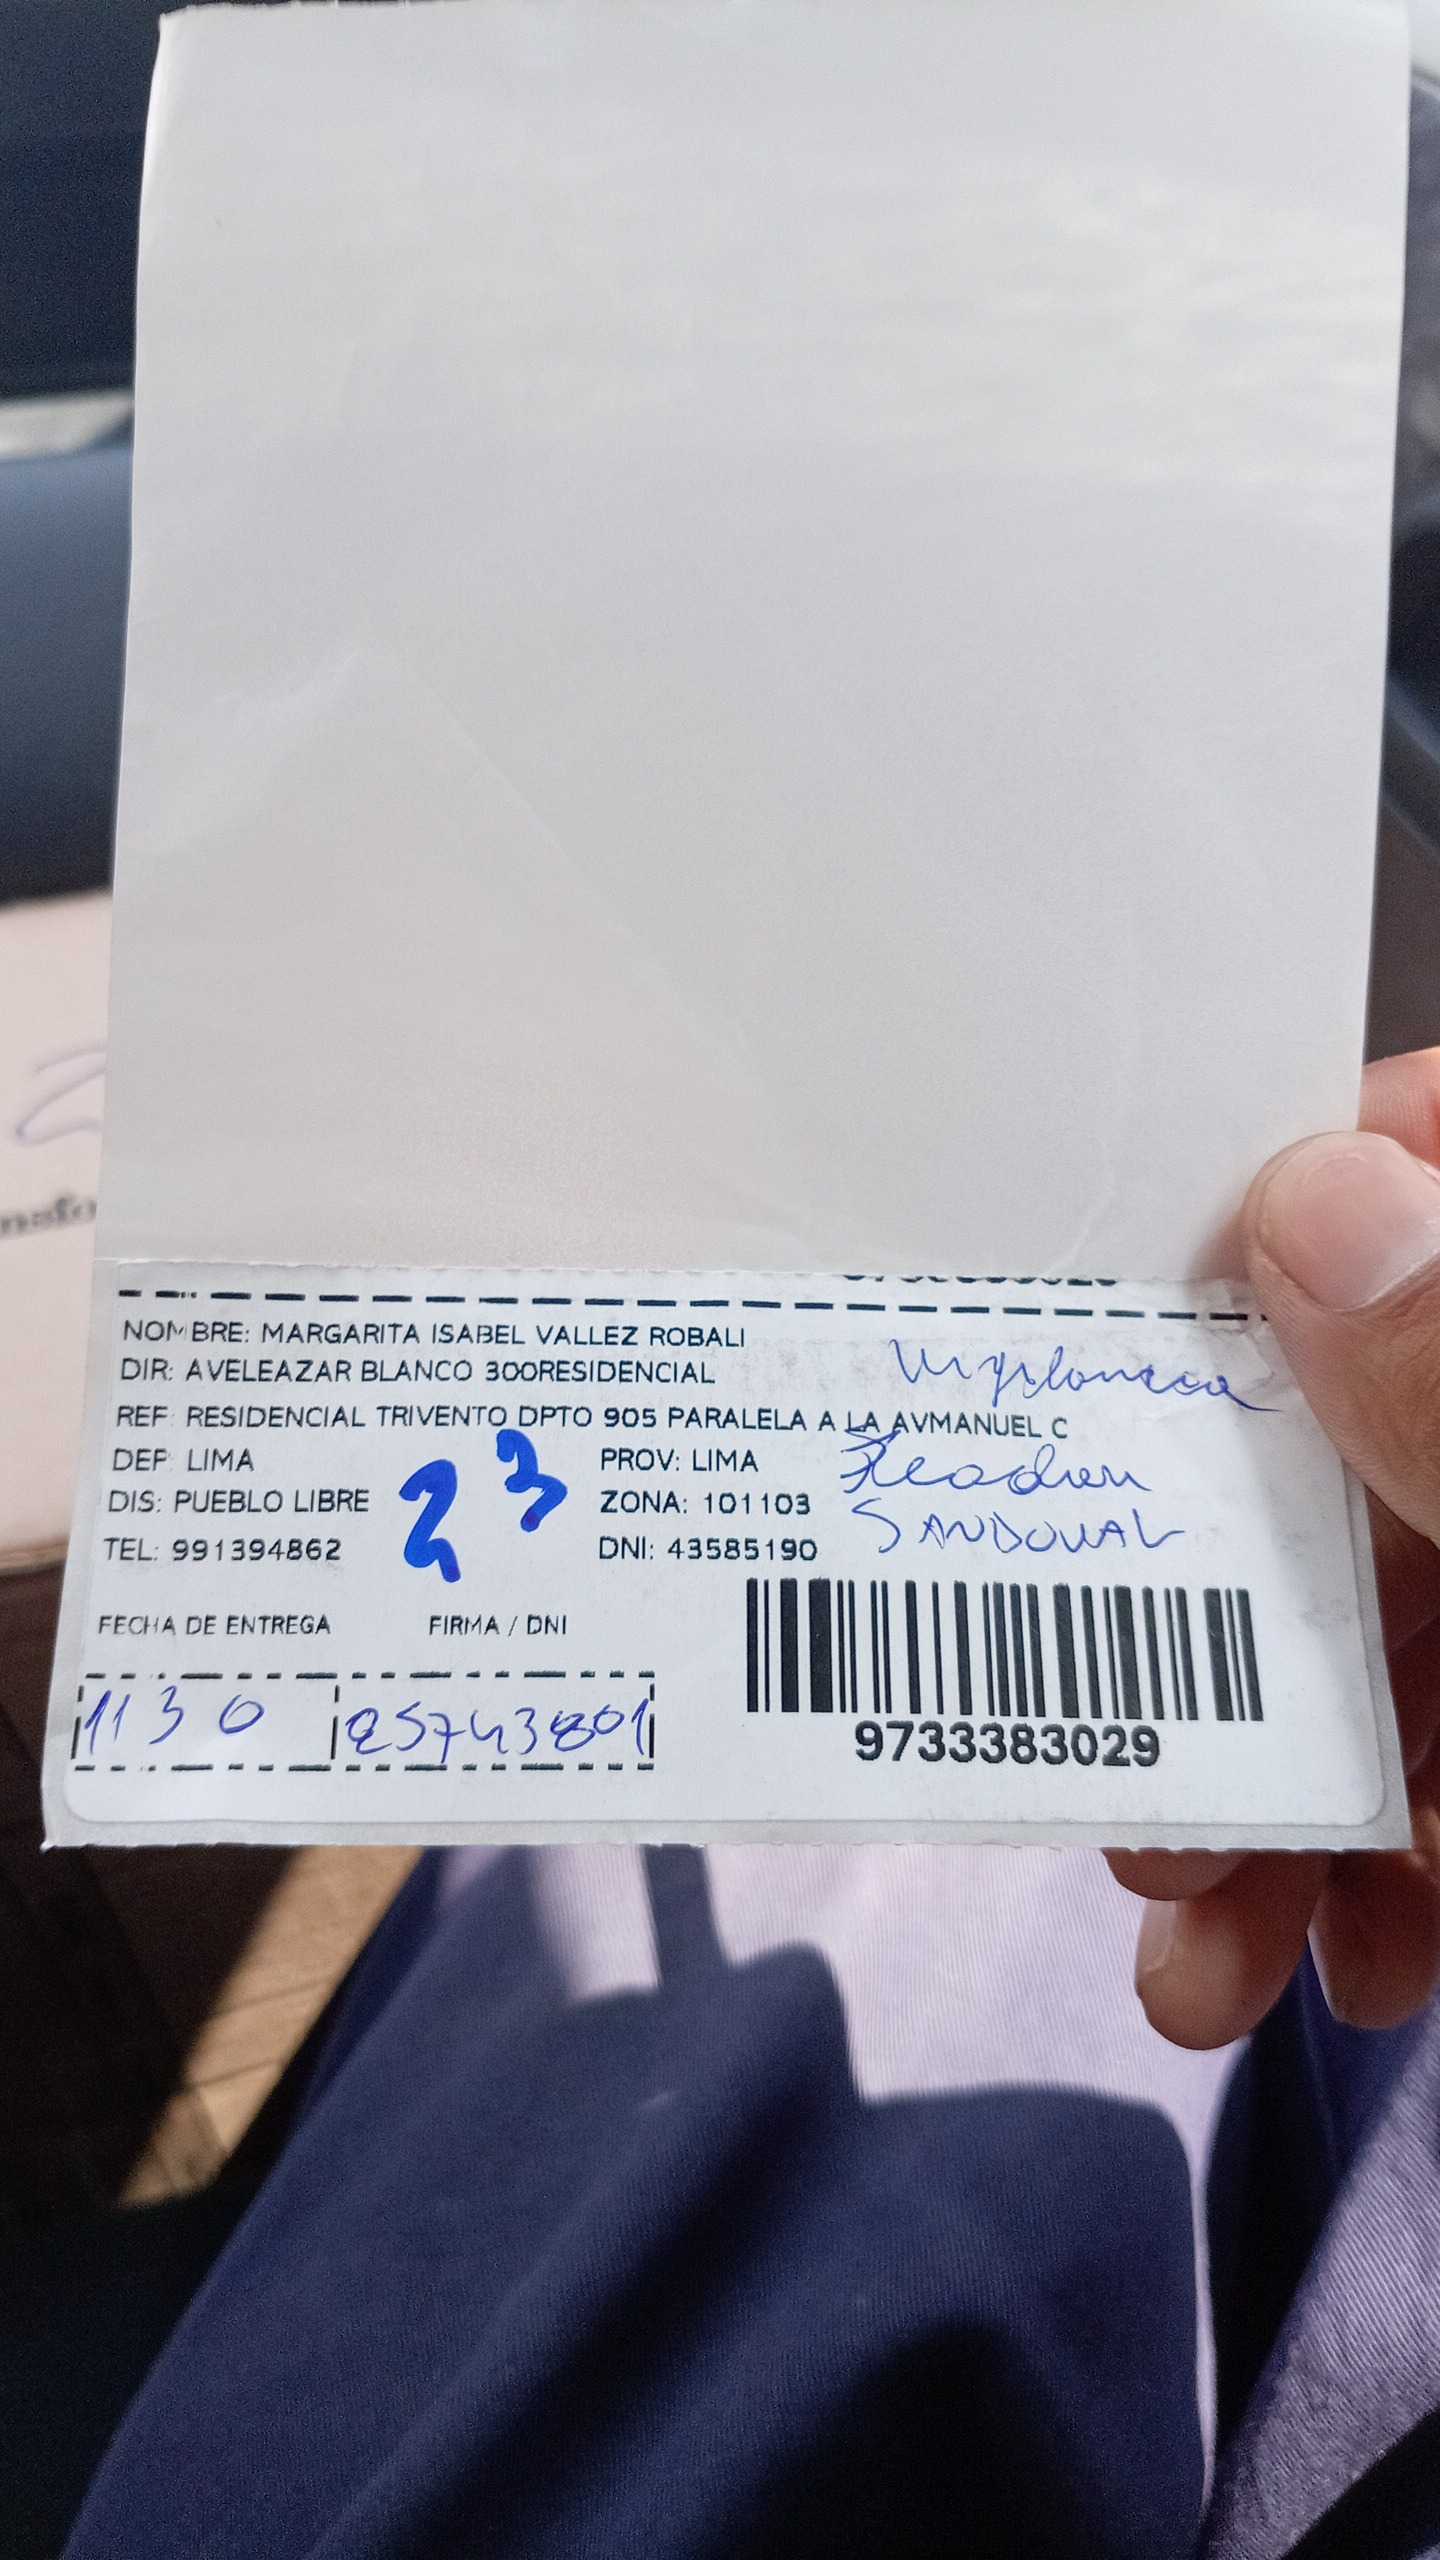 NOMBRE: MARGARITA ISABEL VALLEZ ROBALI
DIR: AVELEAZAR BLANCO 300RESIDENCIAL
Vigilancia
REF: RESIDENCIAL TRIVENTO DPTO 905 PARALELA A LA AVMANUEL C
DEP: LIMA
PROV: LIMA
DIS: PUEBLO LIBRE
23
ZONA: 101103
SANDOVAL
TEL: 991394862
DNI: 43585190
FECHA DE ENTREGA
FIRMA / DNI
1130
25743801
9733383029